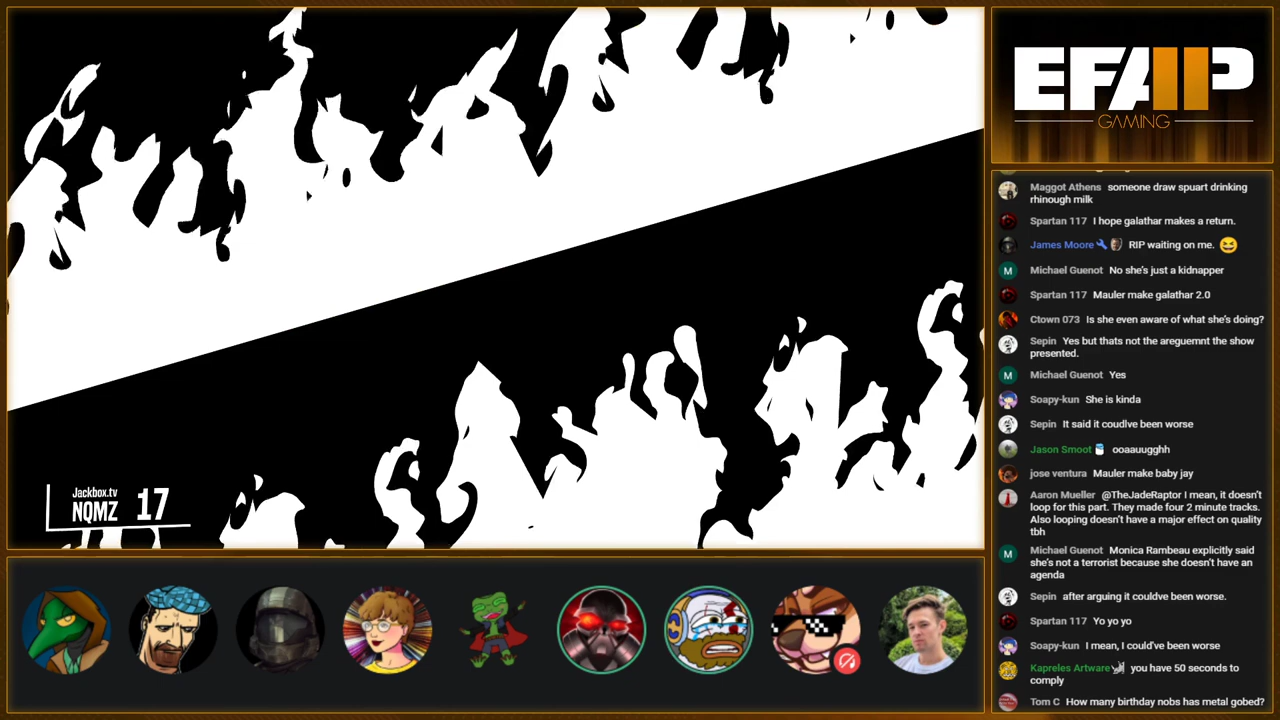 EFAP
GAMING
Maggot Athens someone draw spuart drinking
rhinough milk
Spartan 117 I hope galathar makes a return.
James Moore RIP waiting on me.
M Michael Guenot No she's just a kidnapper
Spartan 117 Mauler make galathar 2.0
Ctown 073 Is she even aware of what she's doing?
Sepin Yes but thats not the areguemnt the show
presented.
M Michael Guenot Yes
Soapy-kun She is kinda
Sepin It said it coudlve been worse
Jason Smoot ooaauugghh
jose ventura Mauler make baby jay
Aaron Mueller @TheJadeRaptor I mean, it doesn't
loop for this part. They made four 2 minute tracks.
Also looping doesn't have a major effect on quality
tbh
M Michael Guenot Monica Rambeau explicitly said
she's not a terrorist because she doesn't have an
agenda
Sepin after arguing it couldve been worse.
Spartan 117 Yo yo yo
Soapy-kun I mean, I could've been worse
Kapreles Artware you have 50 seconds to
comply
Tom C How many birthday nobs has metal gobed?
Jackbox.tv
NQMZ 17